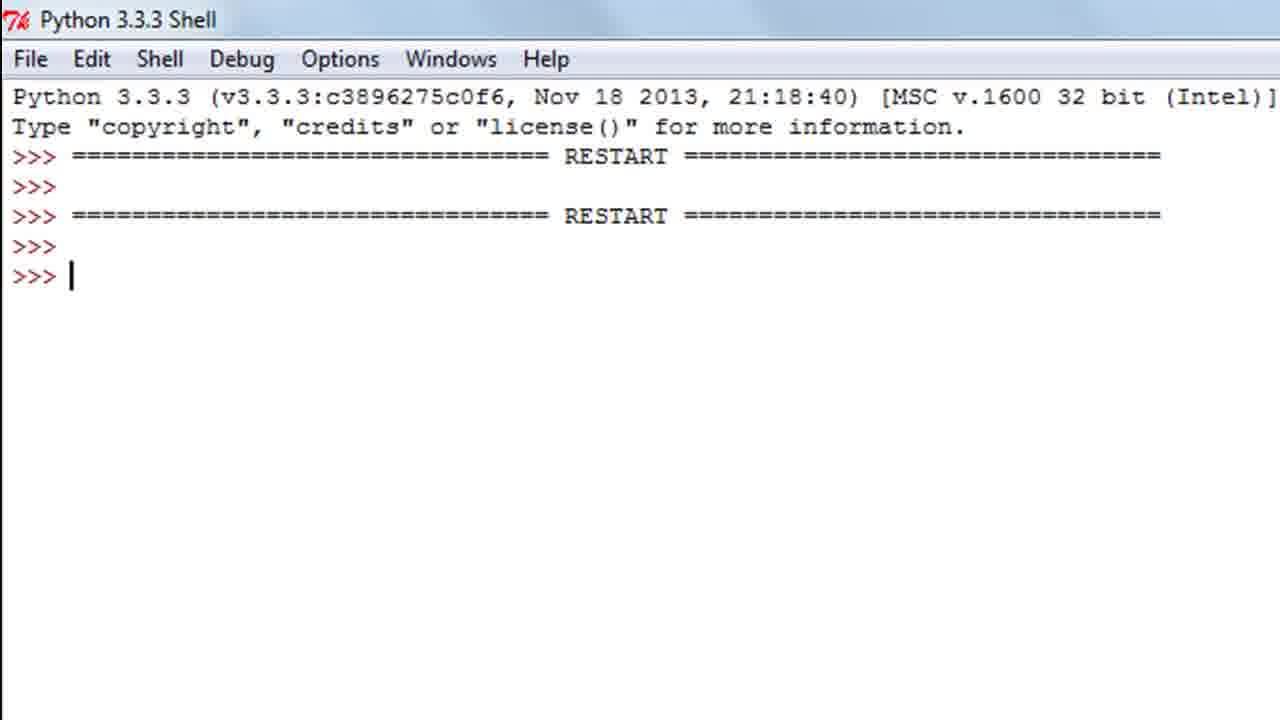 Python 3.3.3 Shell
File Edit Shell Debug Options Windows Help
Python 3.3.3 (v3.3.3:c3896275c0f6, Nov 18 2013, 21:18:40) [MSC v.1600 32 bit (Intel)]
Type "copyright", "credits" or "license()" for more information.
>>> ================================ RESTART ================================
>>>
>>> ================================ RESTART ================================
>>>
>>>